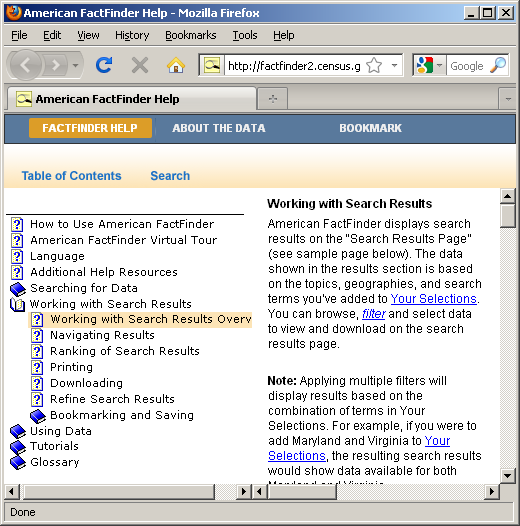 American FactFinder Help - Mozilla Firefox
File Edit View History Bookmarks Tools Help
http://factfinder2.census.g
Google
American FactFinder Help
FACTFINDER HELP ABOUT THE DATA BOOKMARK
Table of Contents Search
How to Use American FactFinder
American FactFinder Virtual Tour
Language
Additional Help Resources
Searching for Data
Working with Search Results
Working with Search Results Overv
Navigating Results
Ranking of Search Results
Printing
Downloading
Refine Search Results
Bookmarking and Saving
Using Data
Tutorials
Glossary
Working with Search Results
American FactFinder displays search
results on the "Search Results Page"
(see sample page below). The data
shown in the results section is based
on the topics, geographies, and search
terms you've added to Your Selections.
You can browse, filter and select data
to view and download on the search
results page.
Note: Applying multiple filters will
display results based on the
combination of terms in Your
Selections. For example, if you were to
add Maryland and Virginia to Your
Selections, the resulting search results
would show data available for both
Maryland and Virginia.
Done